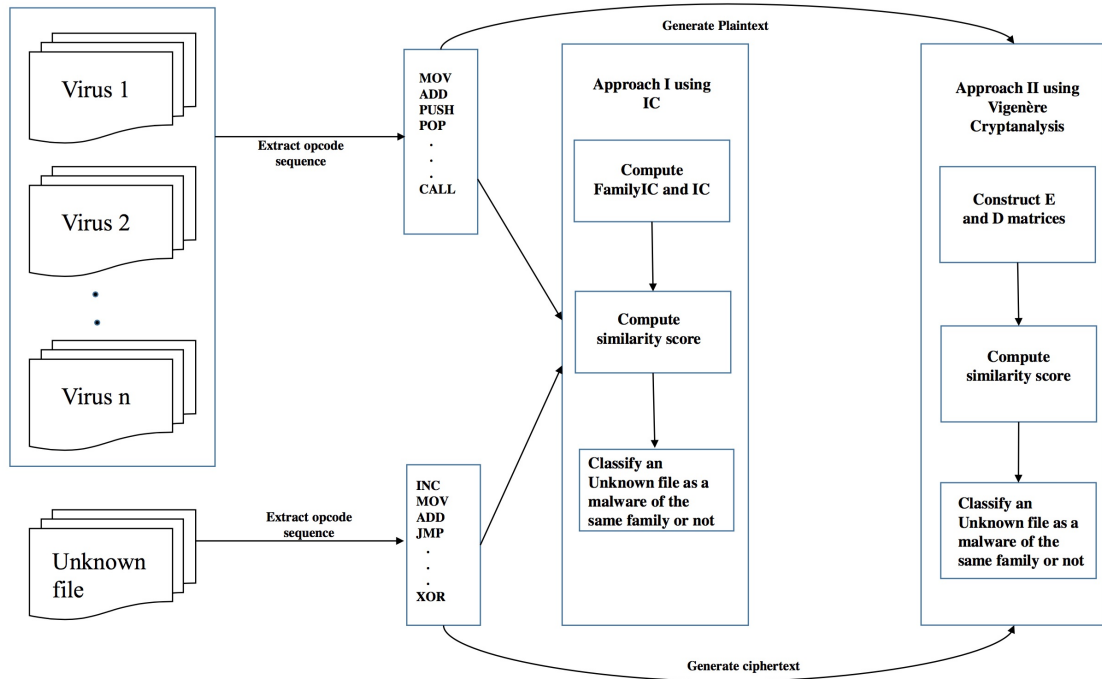 Virus 1
Virus 2
Virus n
Extract opcode
sequence
MOV
ADD
PUSH
POP
.
.
.
CALL
Generate Plaintext
Unknown
file
Extract opcode
sequence
INC
MOV
ADD
JMP
.
.
.
XOR
Generate ciphertext
Approach I using
IC
Compute
FamilyIC and IC
Compute
similarity score
Classify an
Unknown file as a
malware of the
same family or not
Approach II using
Vigenère
Cryptanalysis
Construct E
and D matrices
Compute
similarity score
Classify an
Unknown file as a
malware of the
same family or not